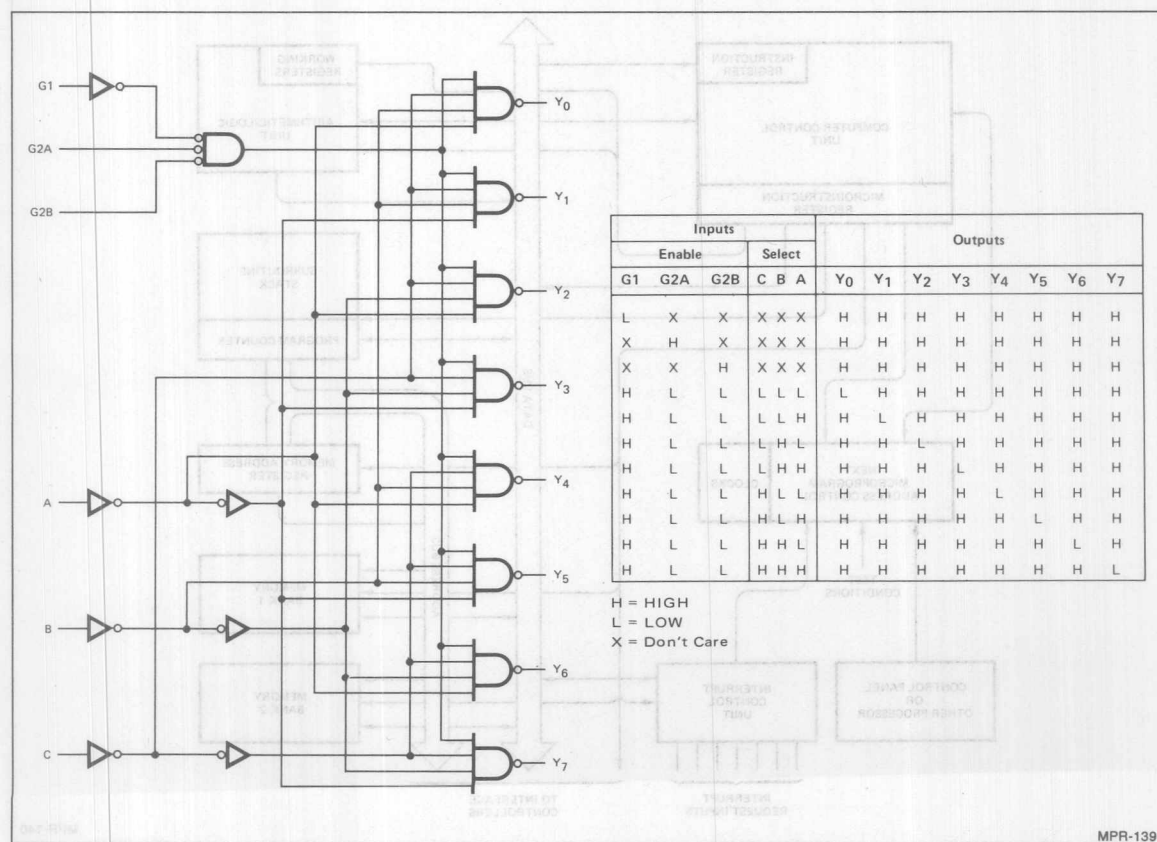 G1
G2A
G2B
A
B
C
Y0
Y1
Y2
Y3
Y4
Y5
Y6
Y7
Inputs Outputs
Enable Select
G1 G2A G2B C B A Y0 Y1 Y2 Y3 Y4 Y5 Y6 Y7
L X X X X X H H H H H H H H
X H X X X X H H H H H H H H
X X H X X X H H H H H H H H
H L L L L L L H H H H H H H
H L L L L H H L H H H H H H
H L L L H L H H L H H H H H
H L L L H H H H H L H H H H
H L L H L L H H H H L H H H
H L L H L H H H H H H L H H
H L L H H L H H H H H H L H
H L L H H H H H H H H H H L
H = HIGH
L = LOW
X = Don't Care
MPR-139